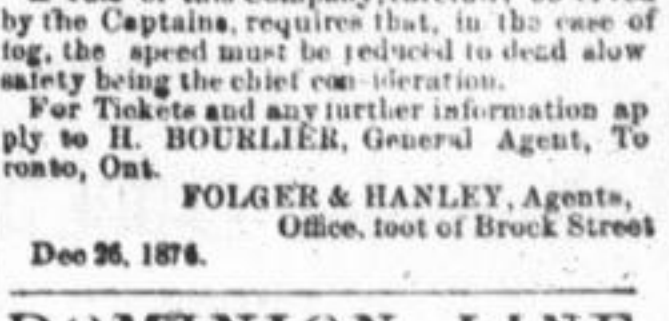 by the Captains, requires that, in the case of
fog, the speed must be reduced to dead slow
safety being the chief consideration.
For Tickets and any further information ap
ply to H. BOURLIER, General Agent, To
ronto, Ont.
FOLGER & HANLEY, Agents,
Office, foot of Brock Street
Dec 26, 1876.
DOMINION LINE